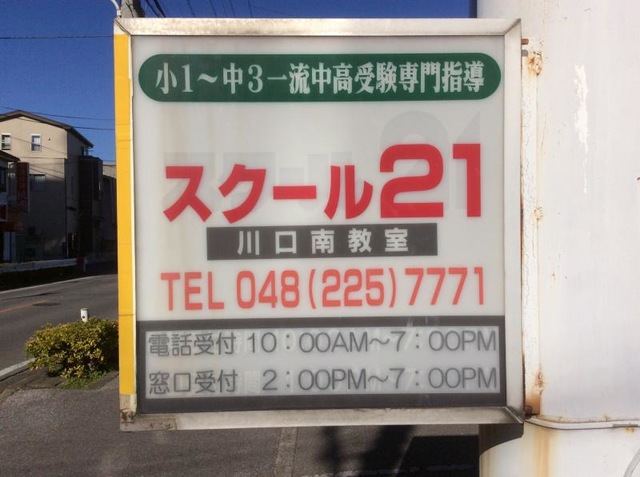 小1～中3一流中高受験専門指導
スクール21
川口南教室
TEL 048(225)7771
電話受付 10：00AM～7：00PM
窓口受付 2：00PM～7：00PM